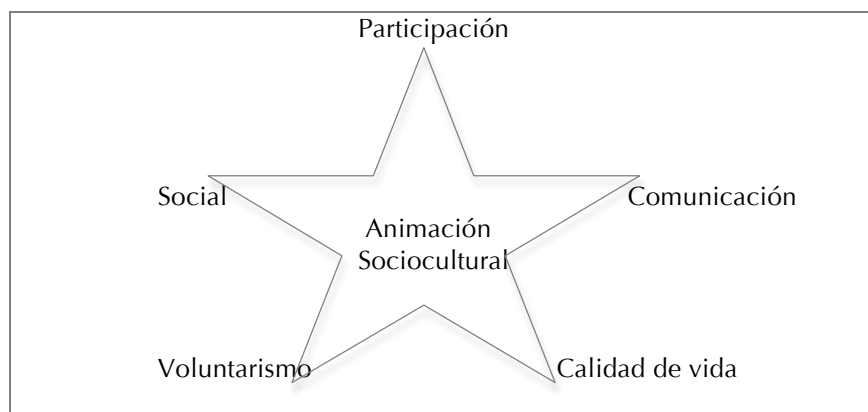 Participación
Social
Comunicación
Animación
Sociocultural
Voluntarismo
Calidad de vida